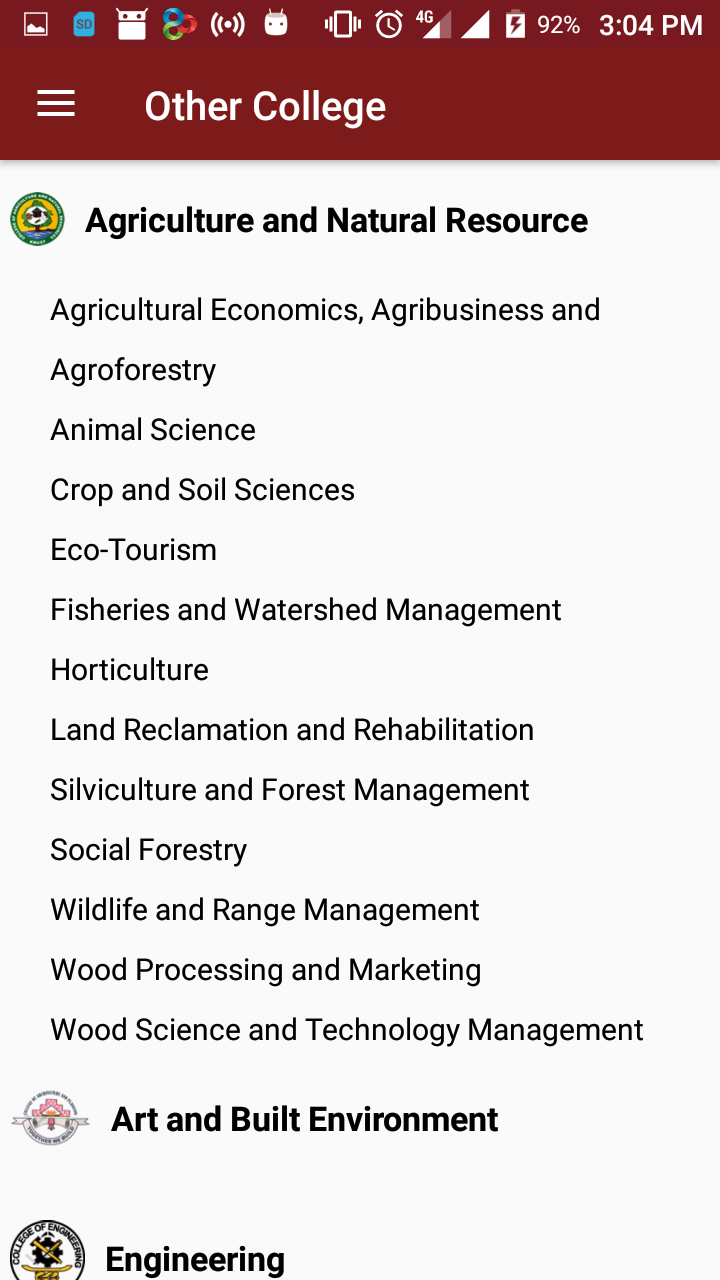 SD
4G
92%
3:04 PM
Other College
Agriculture and Natural Resource
Agricultural Economics, Agribusiness and
Agroforestry
Animal Science
Crop and Soil Sciences
Eco-Tourism
Fisheries and Watershed Management
Horticulture
Land Reclamation and Rehabilitation
Silviculture and Forest Management
Social Forestry
Wildlife and Range Management
Wood Processing and Marketing
Wood Science and Technology Management
Art and Built Environment
COLLEGE OF ENGINEERING
Engineering